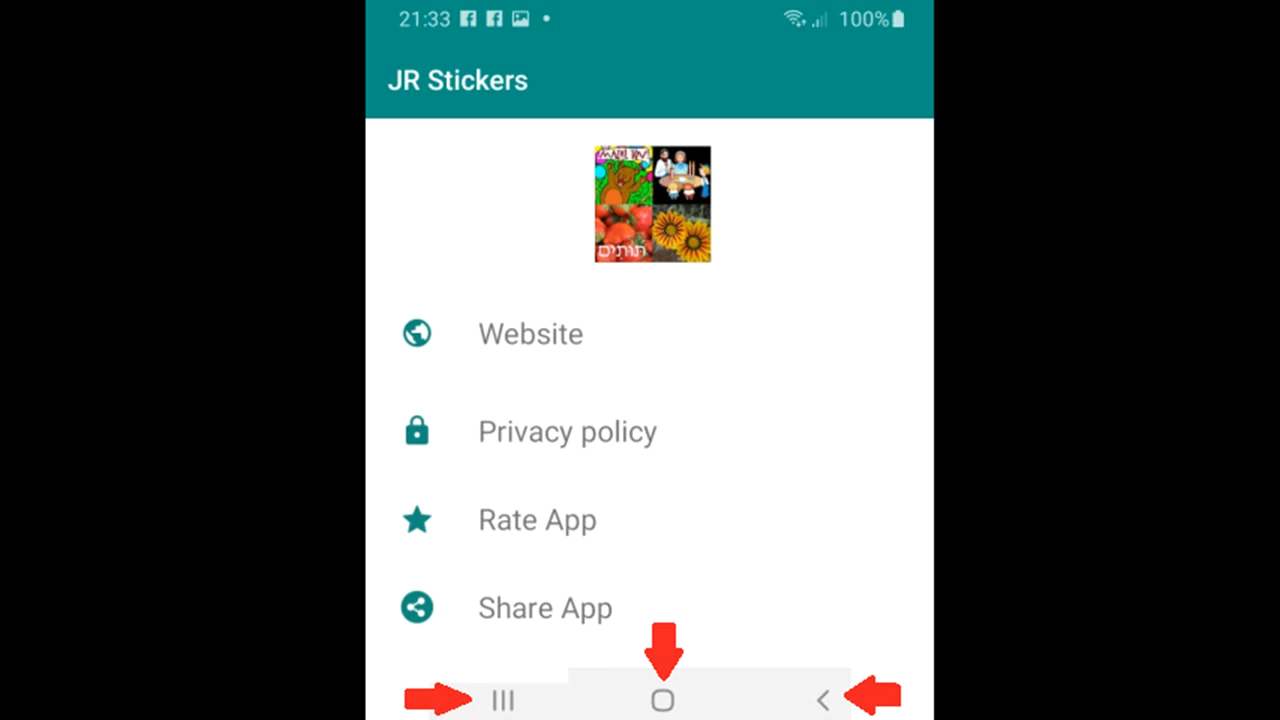 21:33
100%
JR Stickers
תותים
Website
Privacy policy
Rate App
Share App